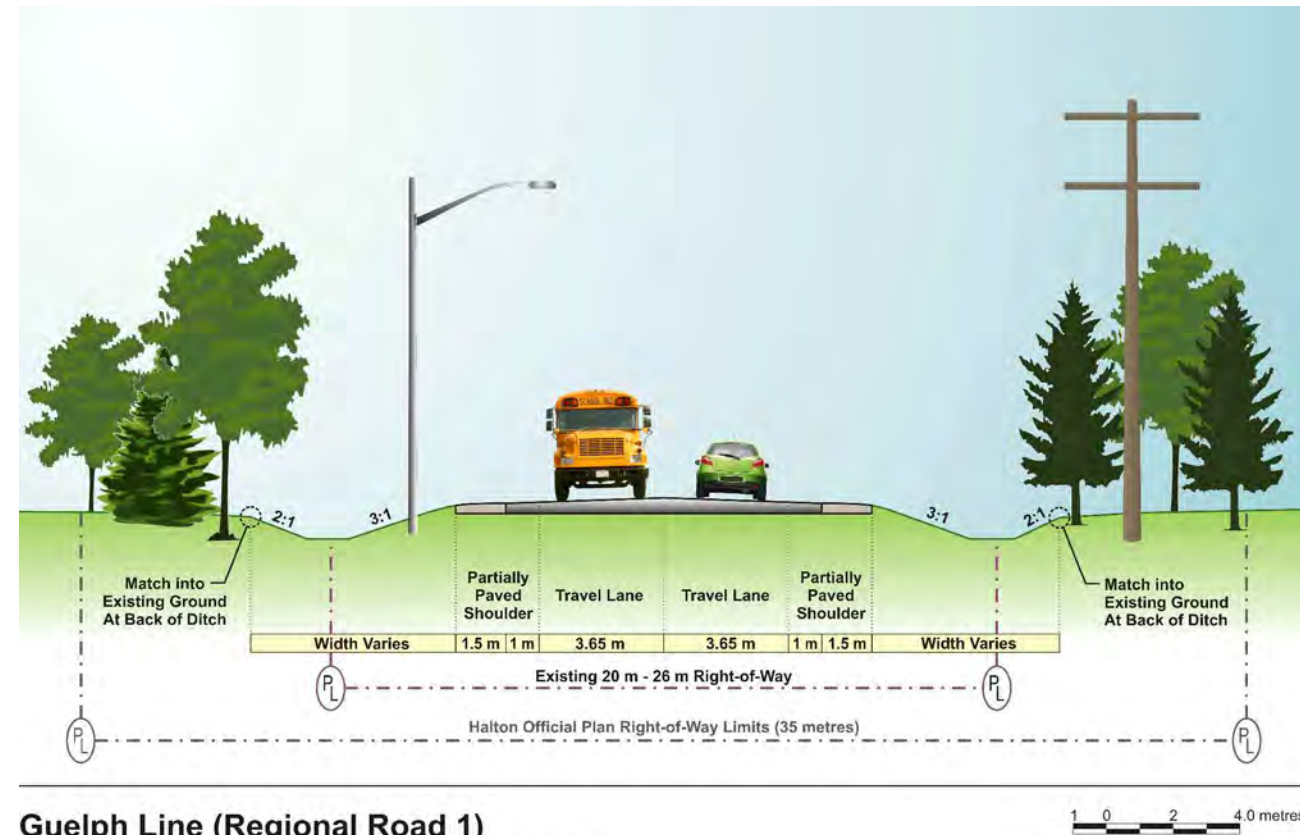 SCHOOL BUS
2:1
3:1
3:1
2:1
Match into
Existing Ground
At Back of Ditch
Partially
Paved
Shoulder
Travel Lane
Travel Lane
Partially
Paved
Shoulder
Match into
Existing Ground
At Back of Ditch
Width Varies 1.5 m 1 m 3.65 m 3.65 m 1 m 1.5 m Width Varies
PL Existing 20 m - 26 m Right-of-Way PL
PL Halton Official Plan Right-of-Way Limits (35 metres) PL
Guelph Line (Regional Road 1)
1 0 2 4.0 metres